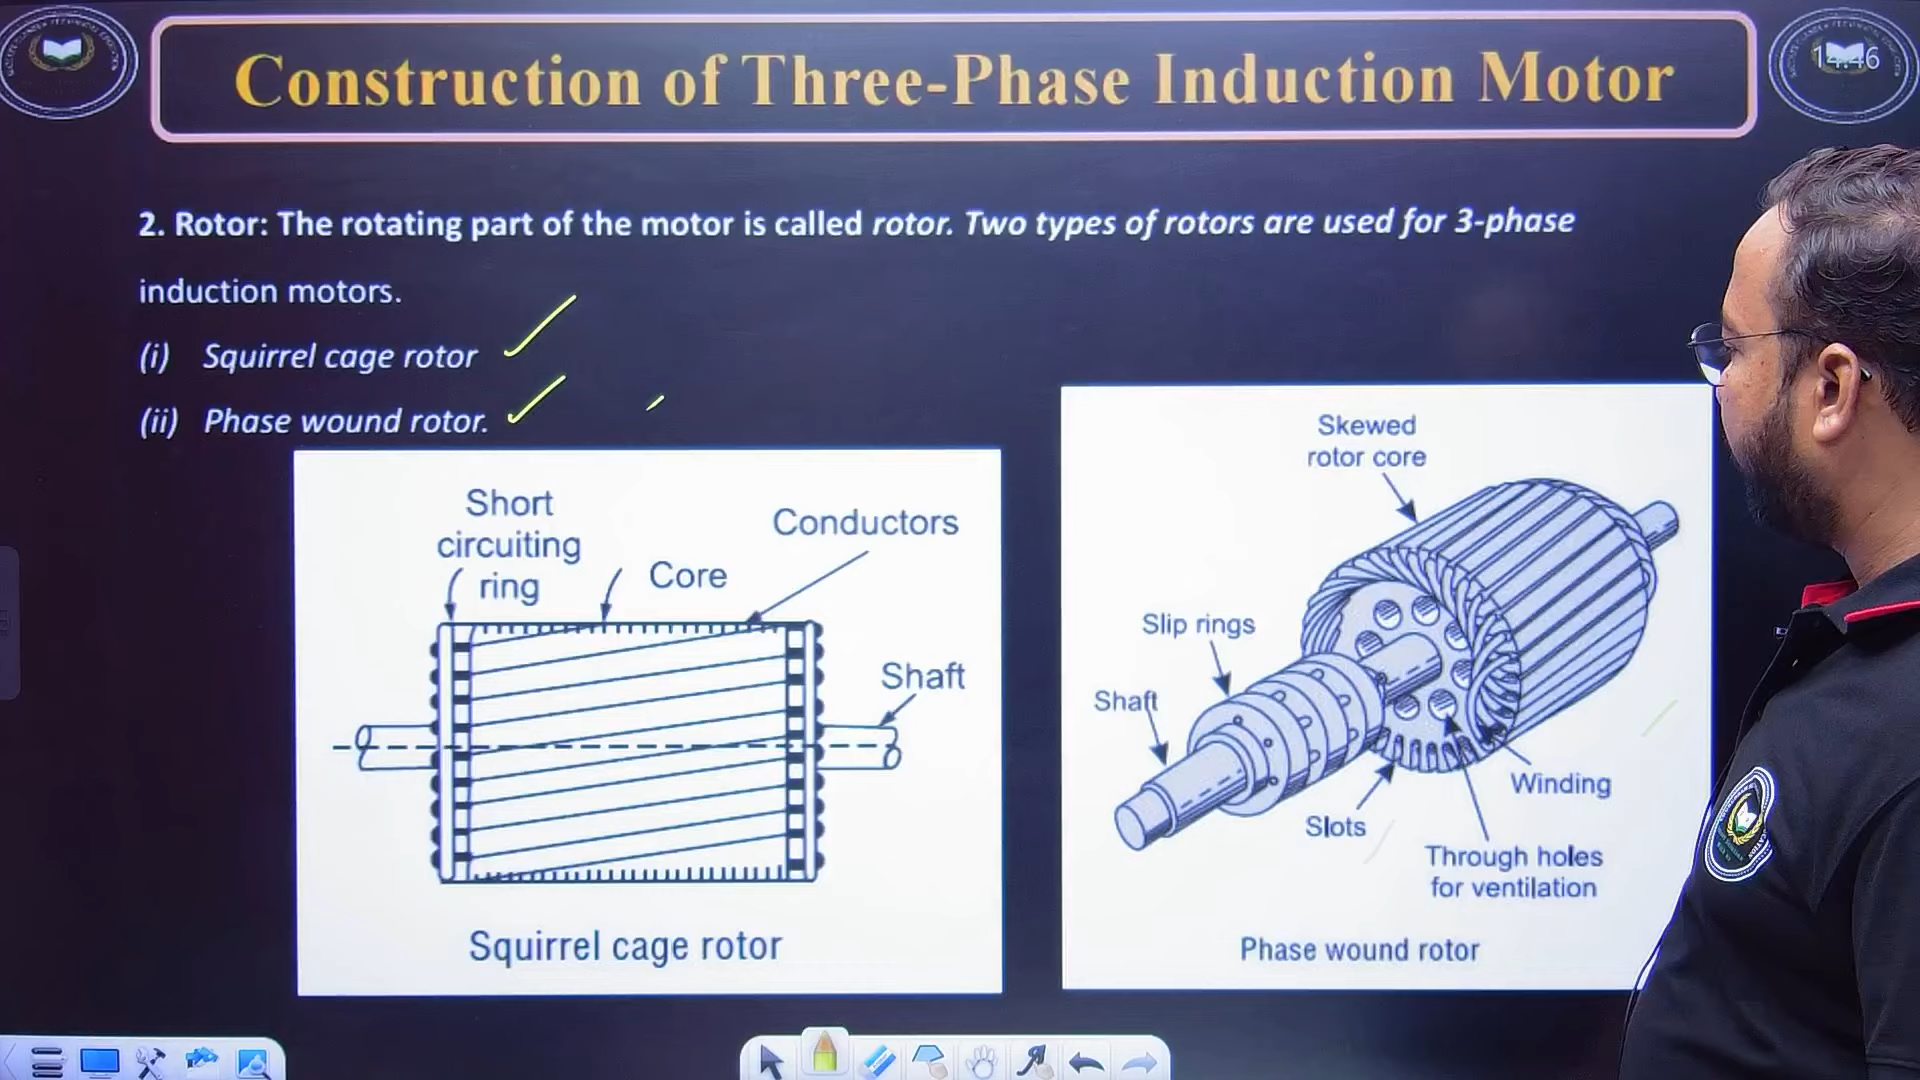 Construction of Three-Phase Induction Motor
14:46
2. Rotor: The rotating part of the motor is called rotor. Two types of rotors are used for 3-phase
induction motors.
(i) Squirrel cage rotor
(ii) Phase wound rotor.
Short
circuiting
ring
Core
Conductors
Shaft
Squirrel cage rotor
Skewed
rotor core
Slip rings
Shaft
Slots
Winding
Through holes
for ventilation
Phase wound rotor